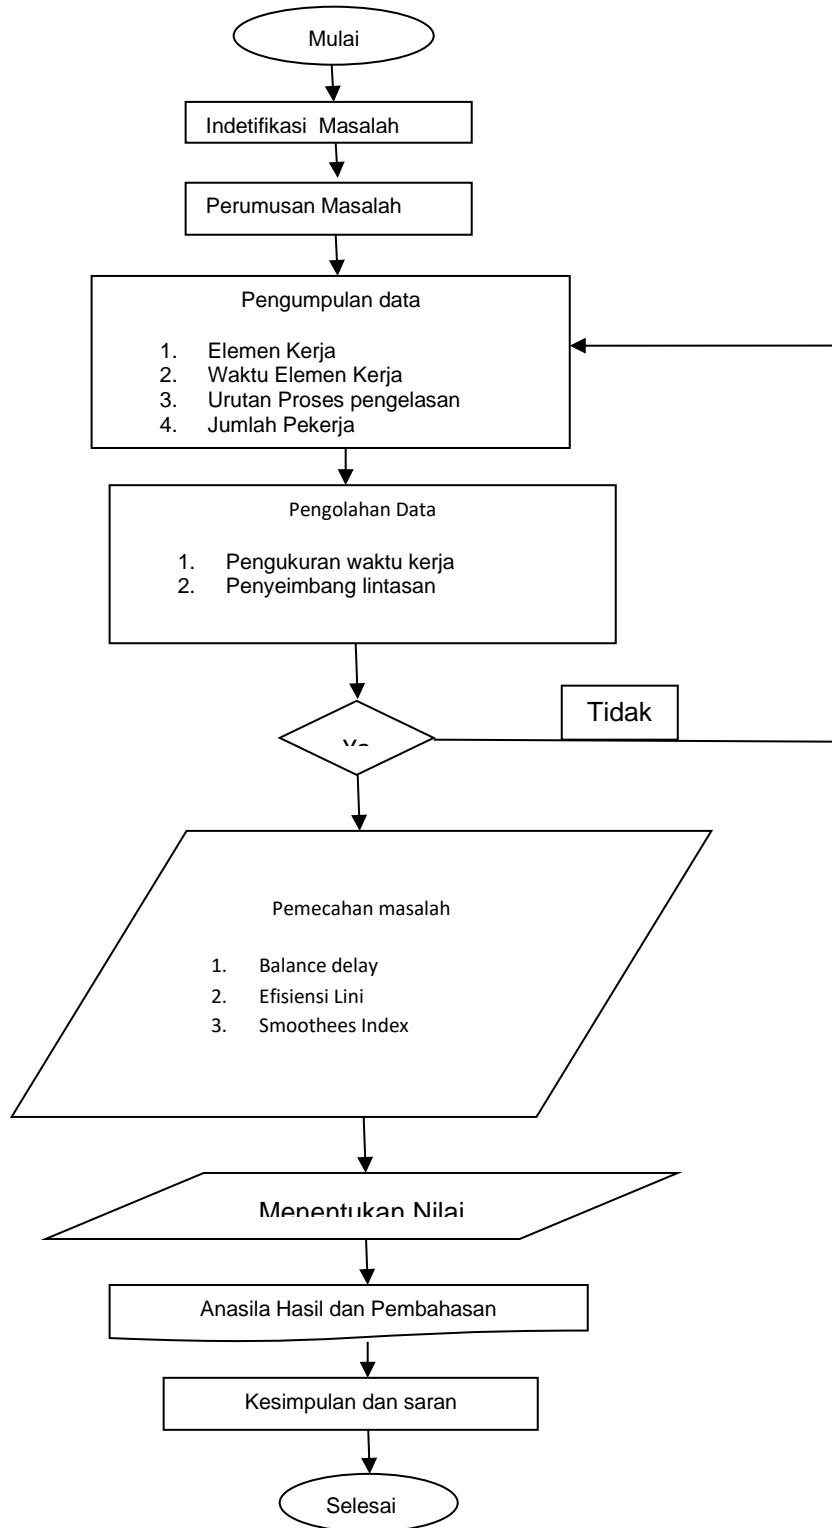 Mulai
Indetifikasi Masalah
Perumusan Masalah
Pengumpulan data
1. Elemen Kerja
2. Waktu Elemen Kerja
3. Urutan Proses pengelasan
4. Jumlah Pekerja
Pengolahan Data
1. Pengukuran waktu kerja
2. Penyeimbang lintasan
Tidak
Ya
Pemecahan masalah
1. Balance delay
2. Efisiensi Lini
3. Smoothees Index
Menentukan Nilai
Anasila Hasil dan Pembahasan
Kesimpulan dan saran
Selesai